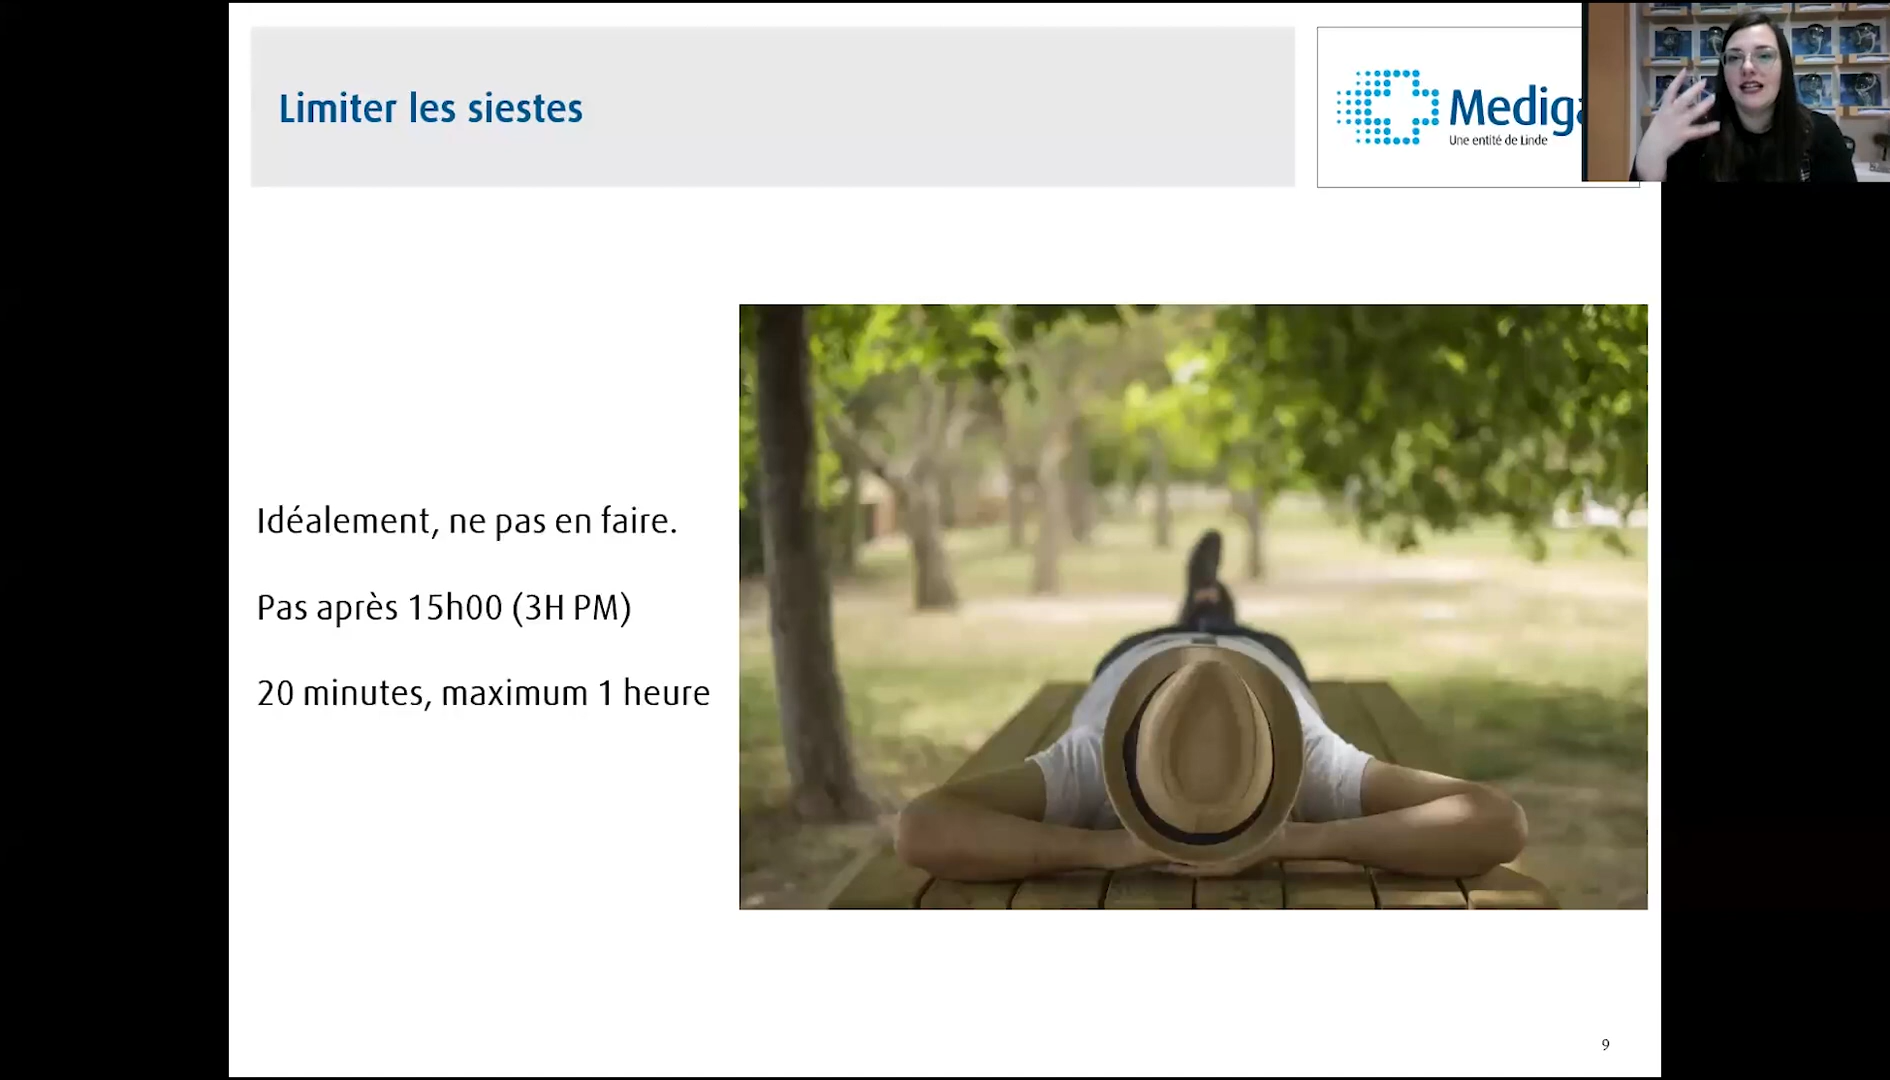 Limiter les siestes
Une entité de Linde
Idéalement, ne pas en faire.
Pas après 15h00 (3H PM)
20 minutes, maximum 1 heure
9